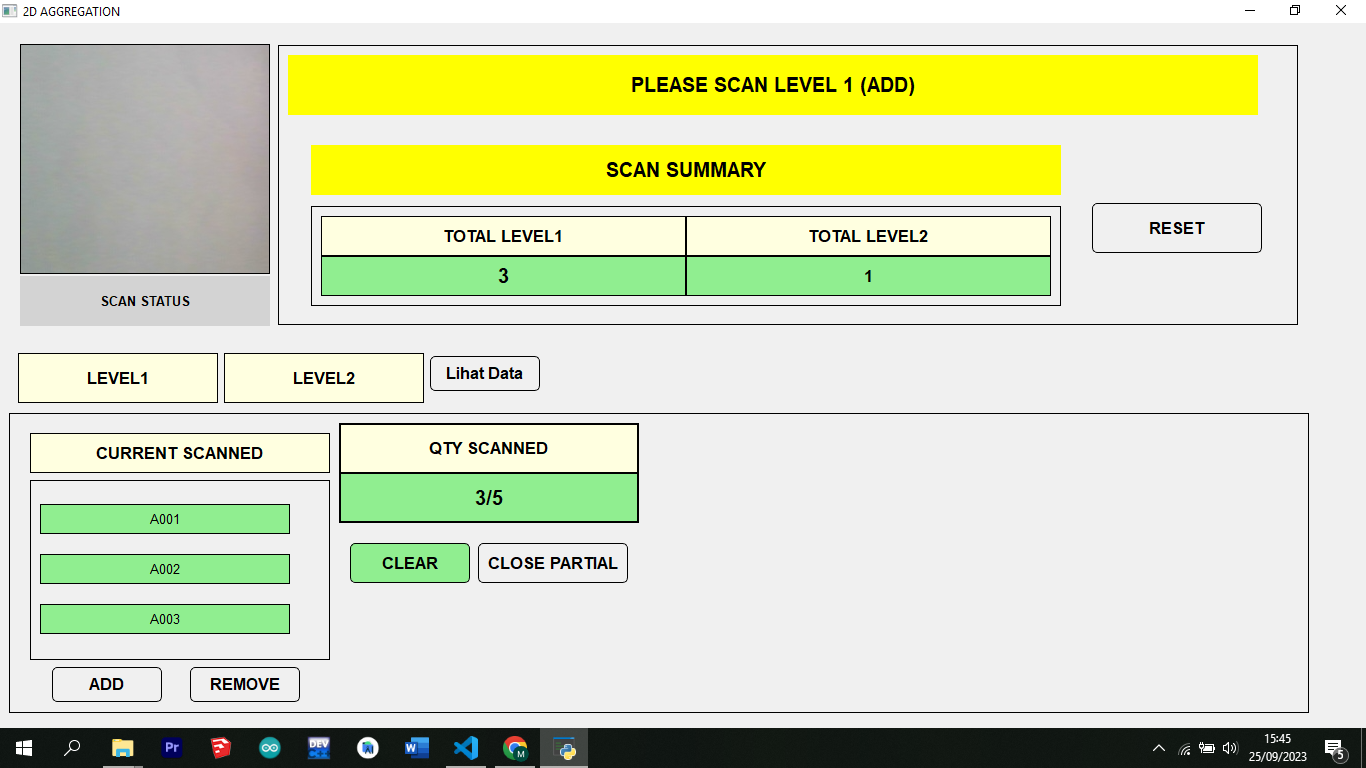 2D AGGREGATION
PLEASE SCAN LEVEL 1 (ADD)
SCAN SUMMARY
TOTAL LEVEL1 TOTAL LEVEL2
3 1
RESET
SCAN STATUS
LEVEL1 LEVEL2 Lihat Data
CURRENT SCANNED
QTY SCANNED
3/5
A001
A002
A003
CLEAR CLOSE PARTIAL
ADD REMOVE
Pr
DEV
W
M
15:45
25/09/2023
5